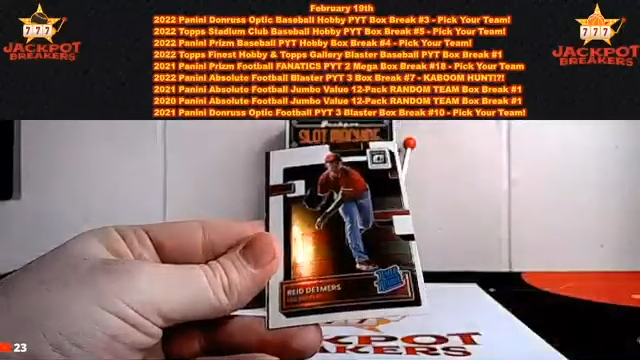 February 19th
2022 Panini Donruss Optic Baseball Hobby PYT Box Break #3 - Pick Your Team!
2022 Topps Stadium Club Baseball Hobby PYT Box Break #5 - Pick Your Team!
2022 Panini Prizm Baseball PYT Hobby Box Break #4 - Pick Your Team!
2022 Topps Finest Hobby & Topps Gallery Blaster Baseball PYT Box Break #1
2021 Panini Prizm Football FANATICS PYT 2 Mega Box Break #18 - Pick Your Team
2022 Panini Absolute Football Blaster PYT 3 Box Break #7 - KABOOM HUNT!?!
2021 Panini Absolute Football Jumbo Value 12-Pack RANDOM TEAM Box Break #1
2020 Panini Absolute Football Jumbo Value 12-Pack RANDOM TEAM Box Break #1
2021 Panini Donruss Optic Football PYT 3 Blaster Box Break #10 - Pick Your Team!
777
JACKPOT
BREAKERS
777
JACKPOT
BREAKERS
SLOT MACHINE
REID DETMERS
JACKPOT
BREAKERS
23